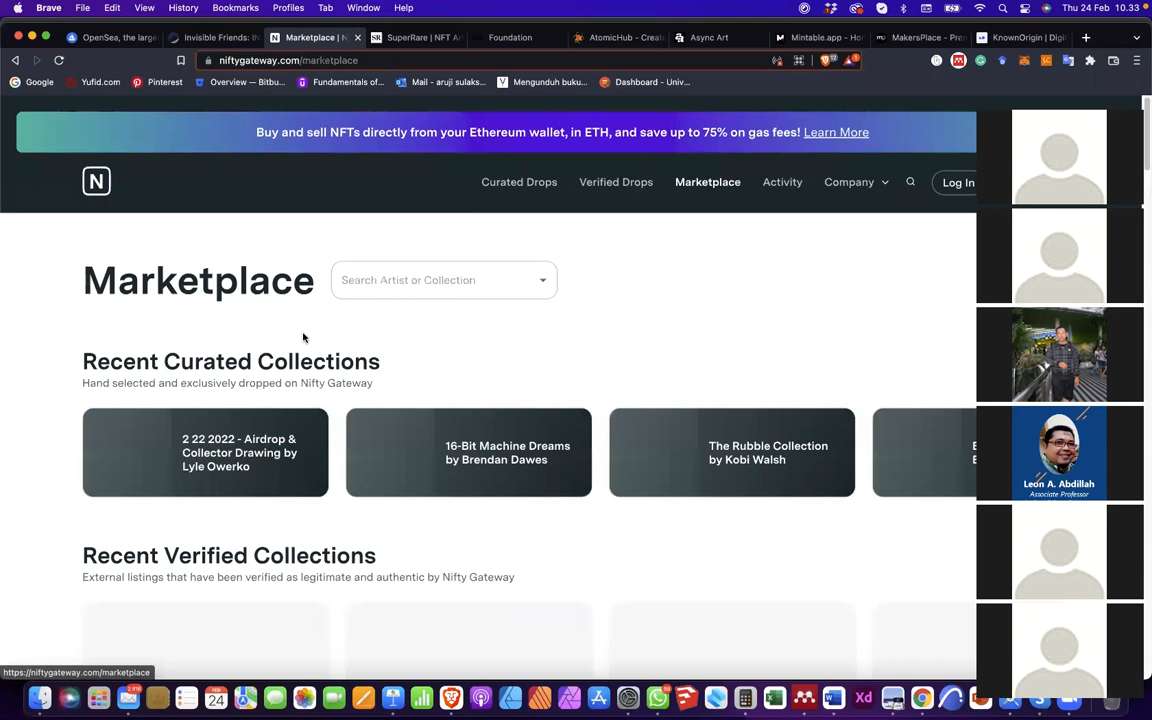 Brave File Edit View History Bookmarks Profiles Tab Window Help Thu 24 Feb 10.33
OpenSea, the large Invisible Friends: th Marketplace | N SuperRare | NFT Ar Foundation AtomicHub - Creat Async Art Mintable.app - Hor MakersPlace - Prem KnownOrigin | Digi
niftygateway.com/marketplace
Google Yufid.com Pinterest Overview — Bitbu... Fundamentals of... Mail - aruji sulaks... Mengunduh buku... Dashboard - Univ...
Buy and sell NFTs directly from your Ethereum wallet, in ETH, and save up to 75% on gas fees! Learn More
N Curated Drops Verified Drops Marketplace Activity Company Log In
Marketplace Search Artist or Collection
Recent Curated Collections
Hand selected and exclusively dropped on Nifty Gateway
2 22 2022 - Airdrop &
Collector Drawing by
Lyle Owerko
16-Bit Machine Dreams
by Brendan Dawes
The Rubble Collection
by Kobi Walsh
Leon A. Abdillah
Associate Professor
Recent Verified Collections
External listings that have been verified as legitimate and authentic by Nifty Gateway
https://niftygateway.com/marketplace
FEB
24
Xd